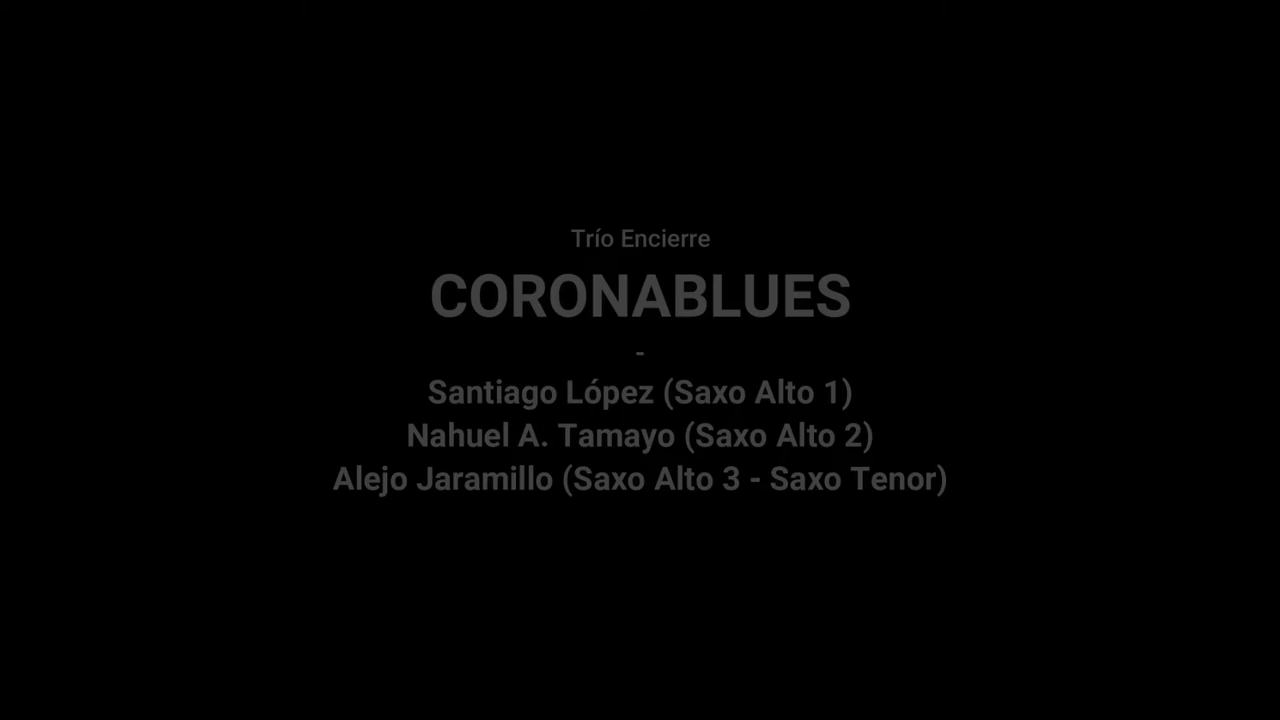 Trío Encierre
CORONABLUES
-
Santiago López (Saxo Alto 1)
Nahuel A. Tamayo (Saxo Alto 2)
Alejo Jaramillo (Saxo Alto 3 - Saxo Tenor)